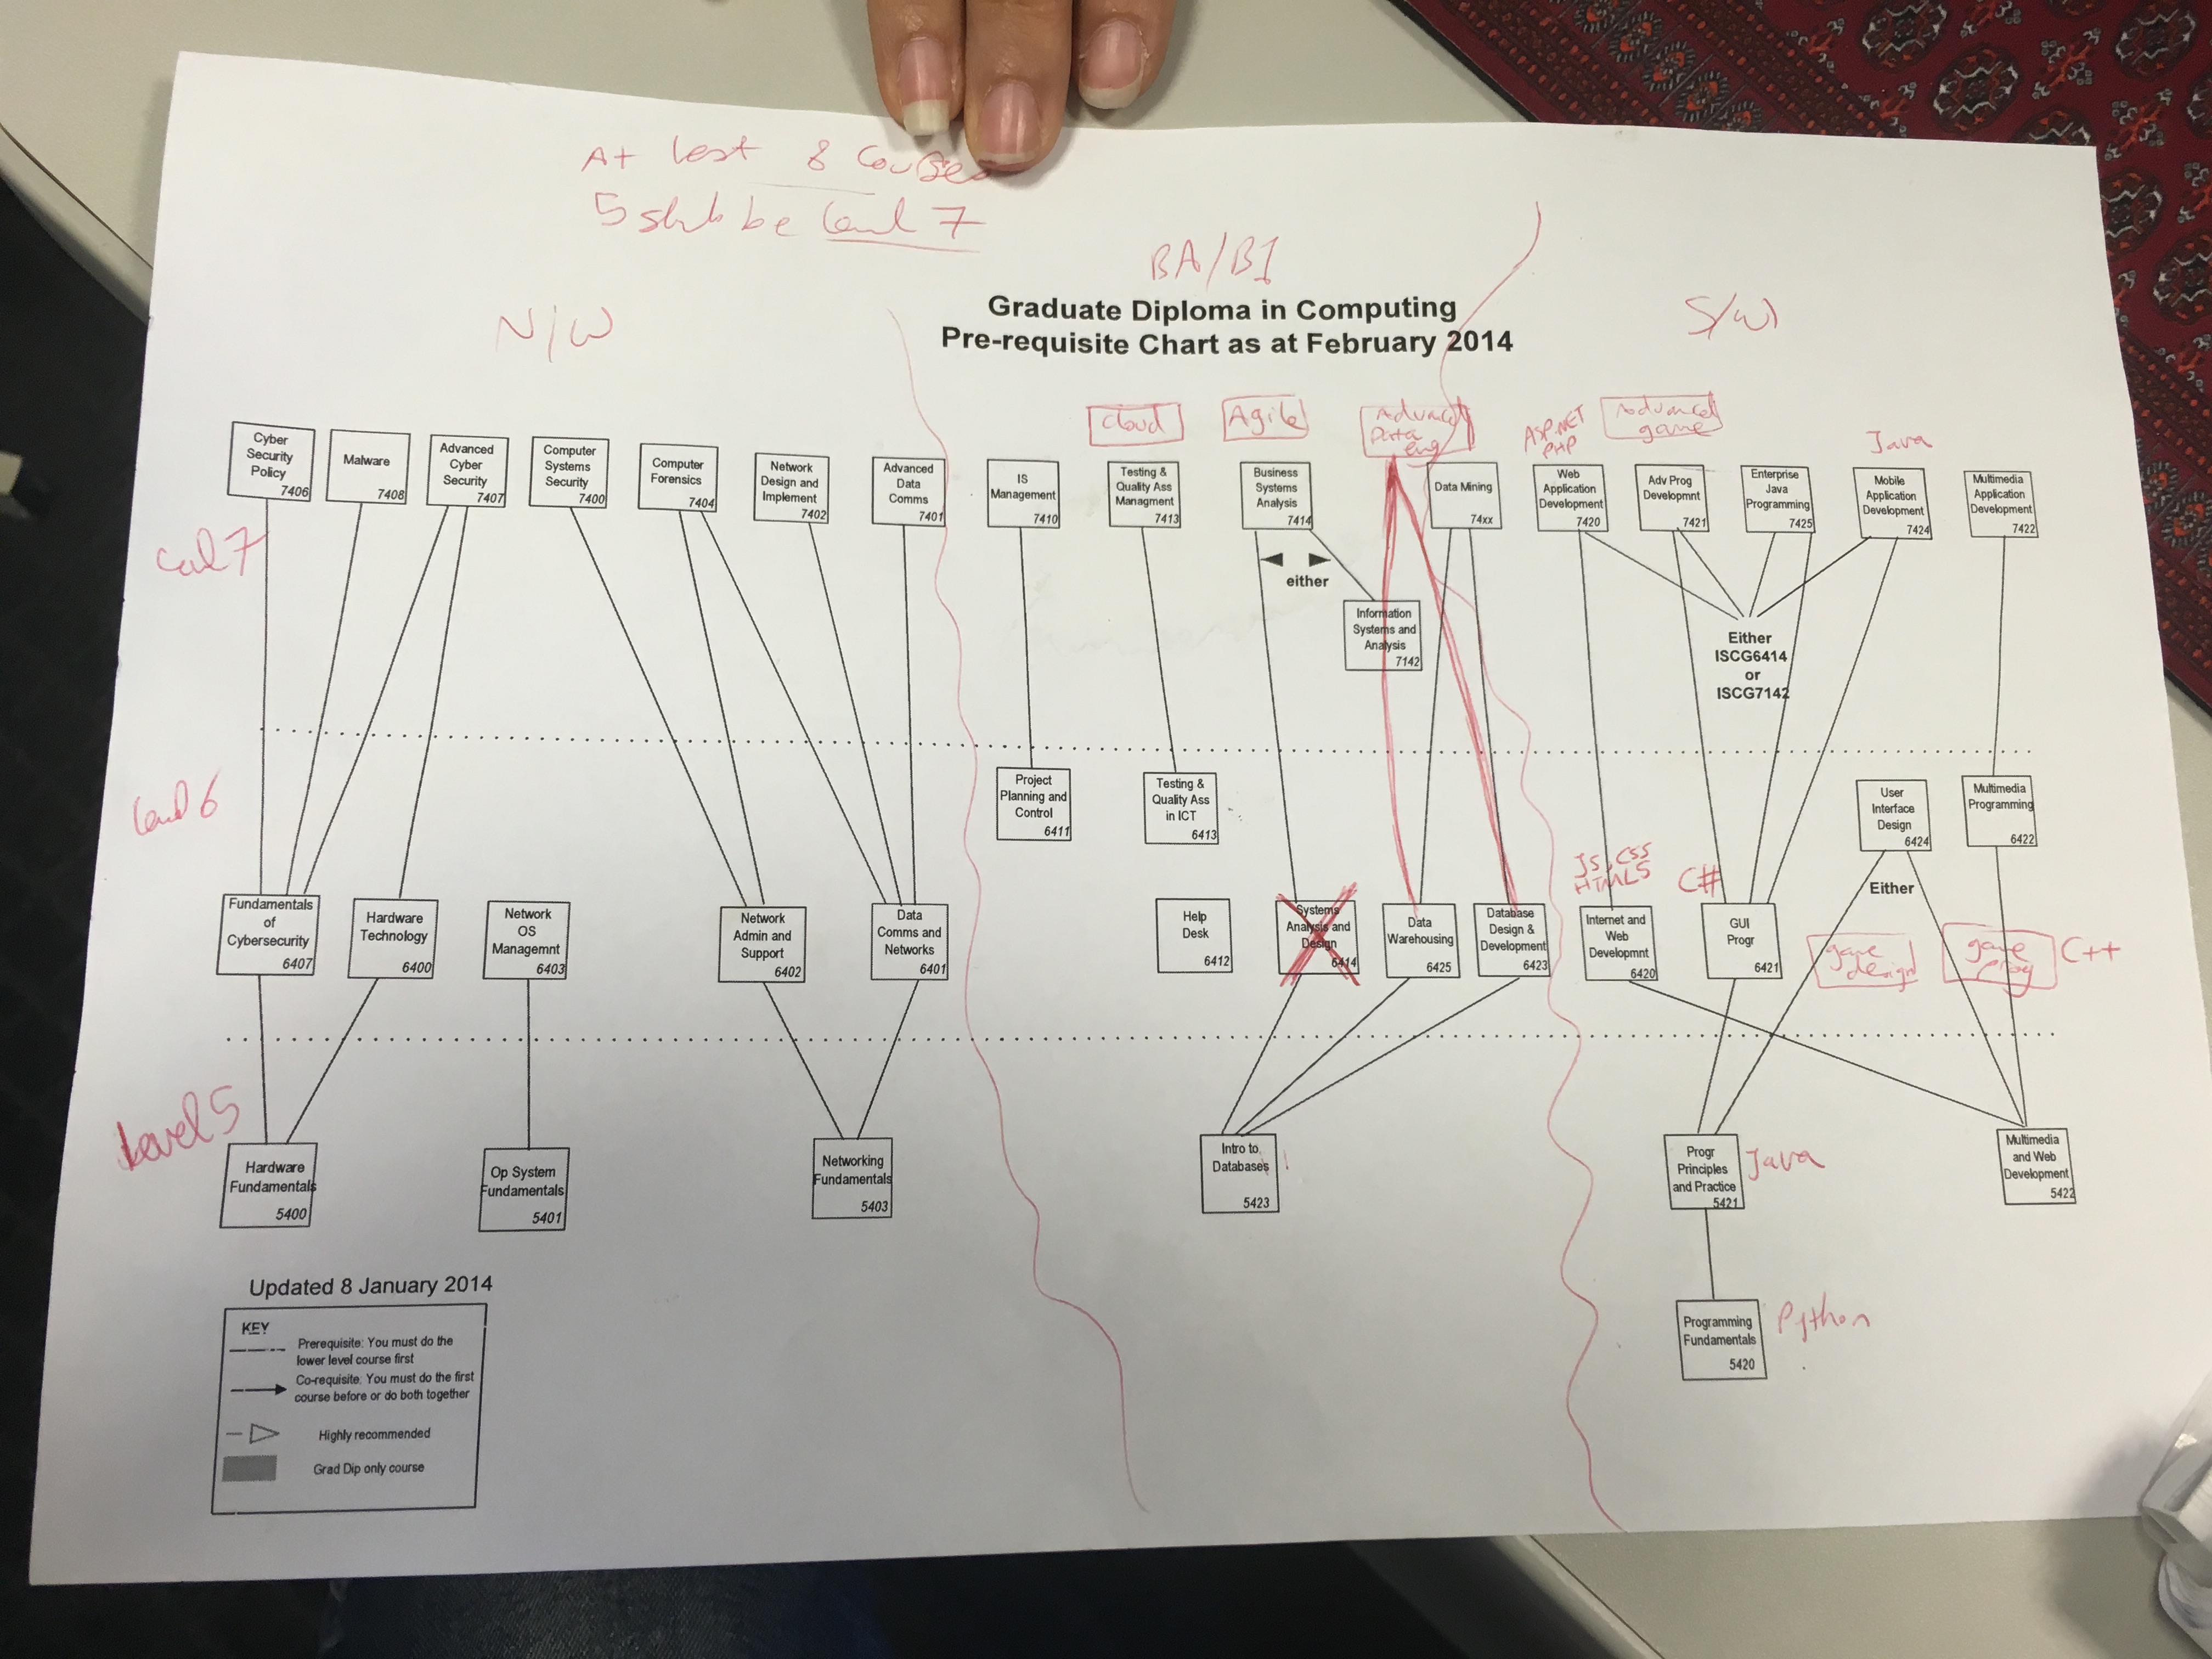 At lest 8 Courses
5 be 7
BA/BI
N/W
S/W
Graduate Diploma in Computing
Pre-requisite Chart as at February 2014
Cloud
Agile
Advanced
Data
eng
ASP.NET
PHP
Advanced
game
Java
Cyber
Security
Policy
7406
Malware
7408
Advanced
Cyber
Security
7407
Computer
Systems
Security
7400
Computer
Forensics
7404
Network
Design and
Implement
7402
Advanced
Data
Comms
7401
IS
Management
7410
Testing &
Quality Ass
Managment
7413
Business
Systems
Analysis
7414
Data Mining
74xx
Web
Application
Development
7420
Adv Prog
Developmnt
7421
Enterprise
Java
Programming
7425
Mobile
Application
Development
7424
Multimedia
Application
Development
7422
7
either
Information
Systems and
Analysis
7142
Either
ISCG6414
or
ISCG7142
6
Project
Planning and
Control
6411
Testing &
Quality Ass
in ICT
6413
User
Interface
Design
6424
Multimedia
Programming
6422
JS, CSS
HTML5
C#
Either
Fundamentals
of
Cybersecurity
6407
Hardware
Technology
6400
Network
OS
Managemnt
6403
Network
Admin and
Support
6402
Data
Comms and
Networks
6401
Help
Desk
6412
Systems
Analysis and
Design
6414
Data
Warehousing
6425
Database
Design &
Development
6423
Internet and
Web
Developmnt
6420
GUI
Progr
6421
game
design
game
prog
C++
Level 5
Hardware
Fundamentals
5400
Op System
Fundamentals
5401
Networking
Fundamentals
5403
Intro to
Databases
5423
Progr
Principles
and Practice
5421
Java
Multimedia
and Web
Development
5422
Programming
Fundamentals
5420
Python
Updated 8 January 2014
KEY
Prerequisite: You must do the
lower level course first
Co-requisite: You must do the first
course before or do both together
Highly recommended
Grad Dip only course